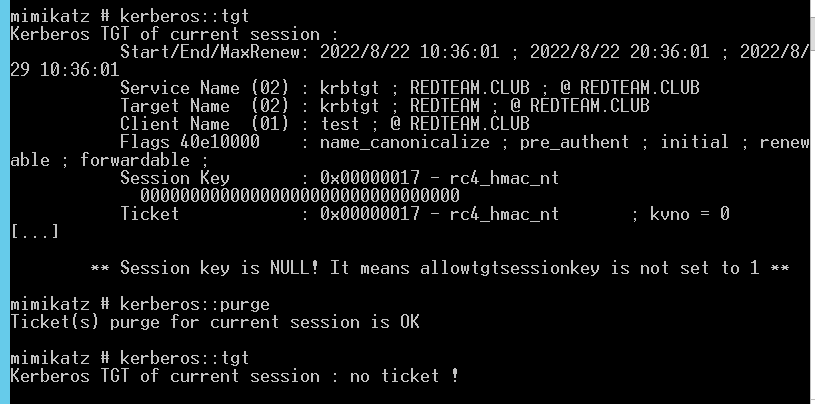 mimikatz # kerberos::tgt
Kerberos TGT of current session :
Start/End/MaxRenew: 2022/8/22 10:36:01 ; 2022/8/22 20:36:01 ; 2022/8/
29 10:36:01
Service Name (02) : krbtgt ; REDTEAM.CLUB ; @ REDTEAM.CLUB
Target Name  (02) : krbtgt ; REDTEAM ; @ REDTEAM.CLUB
Client Name  (01) : test ; @ REDTEAM.CLUB
Flags 40e10000    : name_canonicalize ; pre_authent ; initial ; renew
able ; forwardable ;
Session Key       : 0x00000017 - rc4_hmac_nt
00000000000000000000000000000000
Ticket            : 0x00000017 - rc4_hmac_nt       ; kvno = 0
[...]
** Session key is NULL! It means allowtgtsessionkey is not set to 1 **
mimikatz # kerberos::purge
Ticket(s) purge for current session is OK
mimikatz # kerberos::tgt
Kerberos TGT of current session : no ticket !